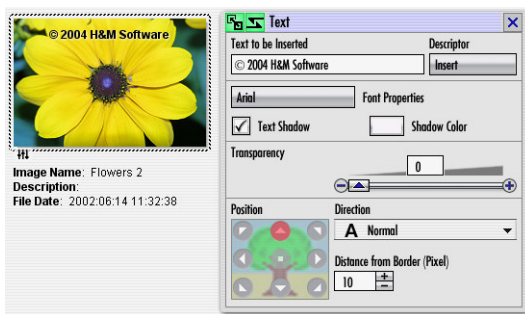 © 2004 H&M Software
Image Name: Flowers 2
Description:
File Date: 2002:06:14 11:32:38
Text
Text to be Inserted
Descriptor
© 2004 H&M Software
Insert
Arial
Font Properties
Text Shadow
Shadow Color
Transparency
0
Position
Direction
A Normal
Distance from Border (Pixel)
10